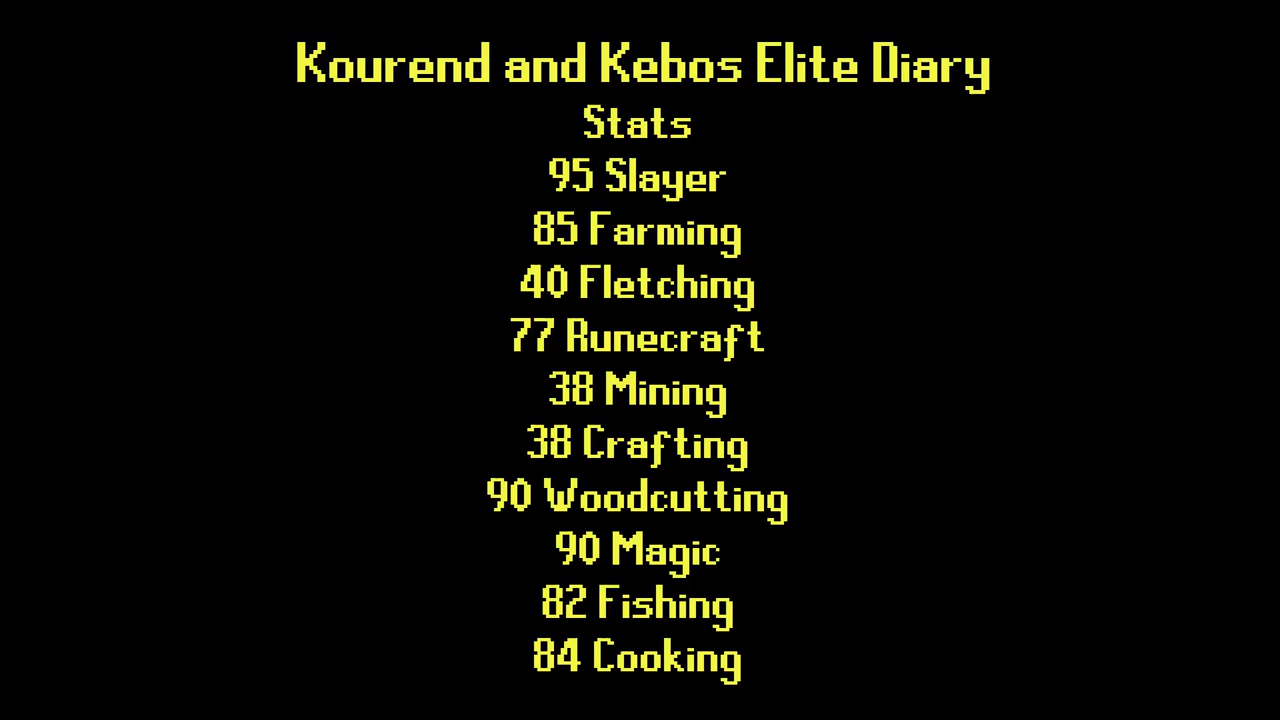 Kourend and Kebos Elite Diary
Stats
95 Slayer
85 Farming
40 Fletching
77 Runecraft
38 Mining
38 Crafting
90 Woodcutting
90 Magic
82 Fishing
84 Cooking